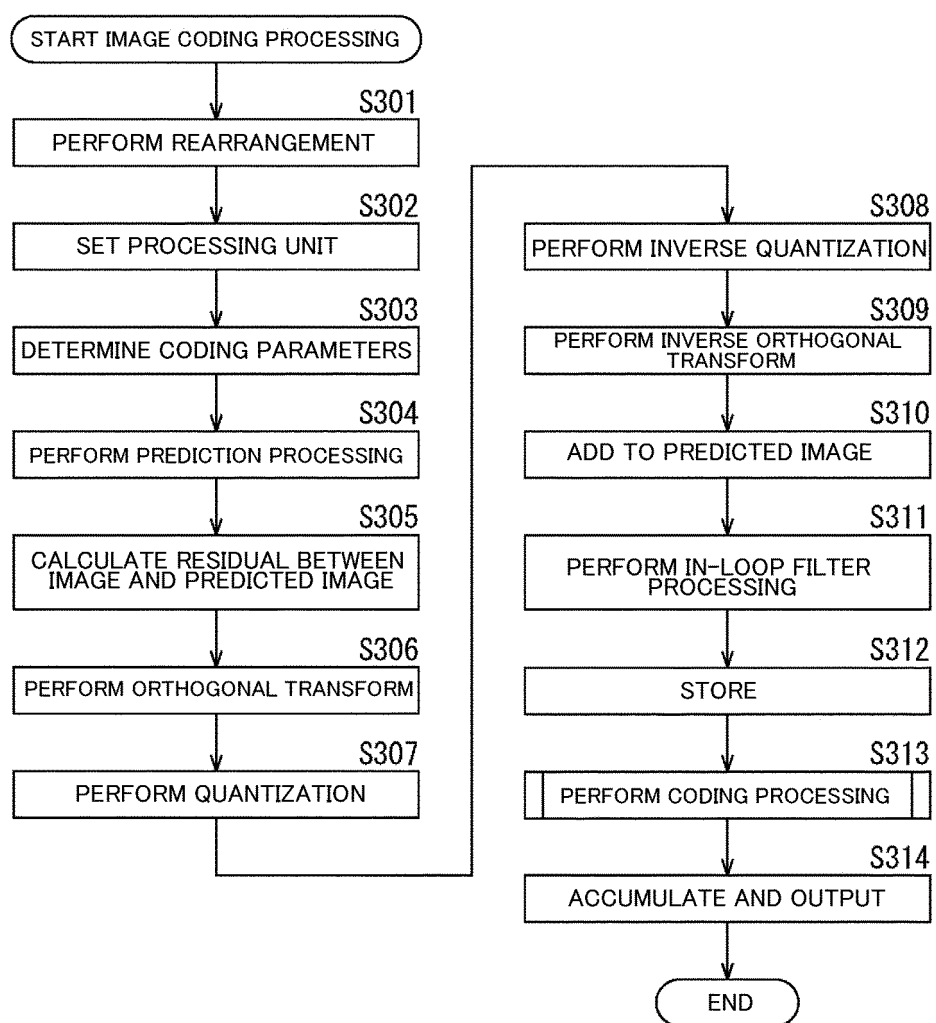 START IMAGE CODING PROCESSING
S301
PERFORM REARRANGEMENT
S302
SET PROCESSING UNIT
S303
DETERMINE CODING PARAMETERS
S304
PERFORM PREDICTION PROCESSING
S305
CALCULATE RESIDUAL BETWEEN
IMAGE AND PREDICTED IMAGE
S306
PERFORM ORTHOGONAL TRANSFORM
S307
PERFORM QUANTIZATION
S308
PERFORM INVERSE QUANTIZATION
S309
PERFORM INVERSE ORTHOGONAL
TRANSFORM
S310
ADD TO PREDICTED IMAGE
S311
PERFORM IN-LOOP FILTER
PROCESSING
S312
STORE
S313
PERFORM CODING PROCESSING
S314
ACCUMULATE AND OUTPUT
END